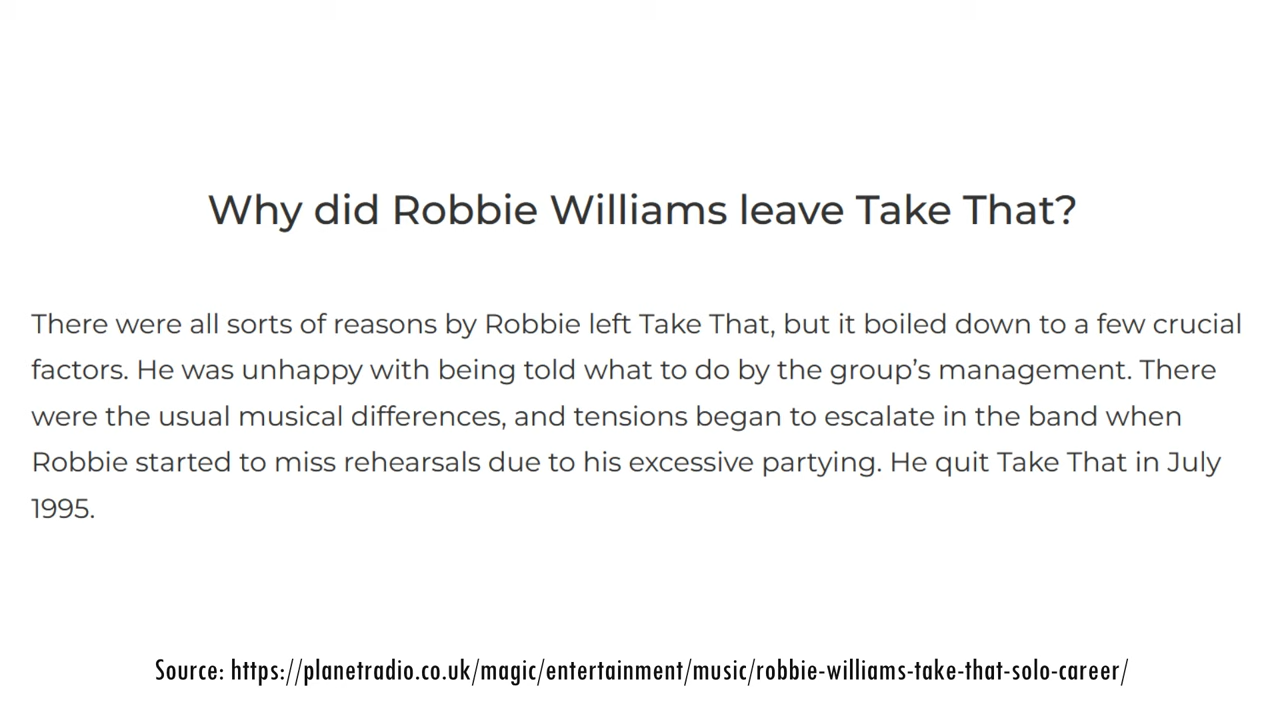 Why did Robbie Williams leave Take That?
There were all sorts of reasons by Robbie left Take That, but it boiled down to a few crucial
factors. He was unhappy with being told what to do by the group’s management. There
were the usual musical differences, and tensions began to escalate in the band when
Robbie started to miss rehearsals due to his excessive partying. He quit Take That in July
1995.
Source: https://planetradio.co.uk/magic/entertainment/music/robbie-williams-take-that-solo-career/